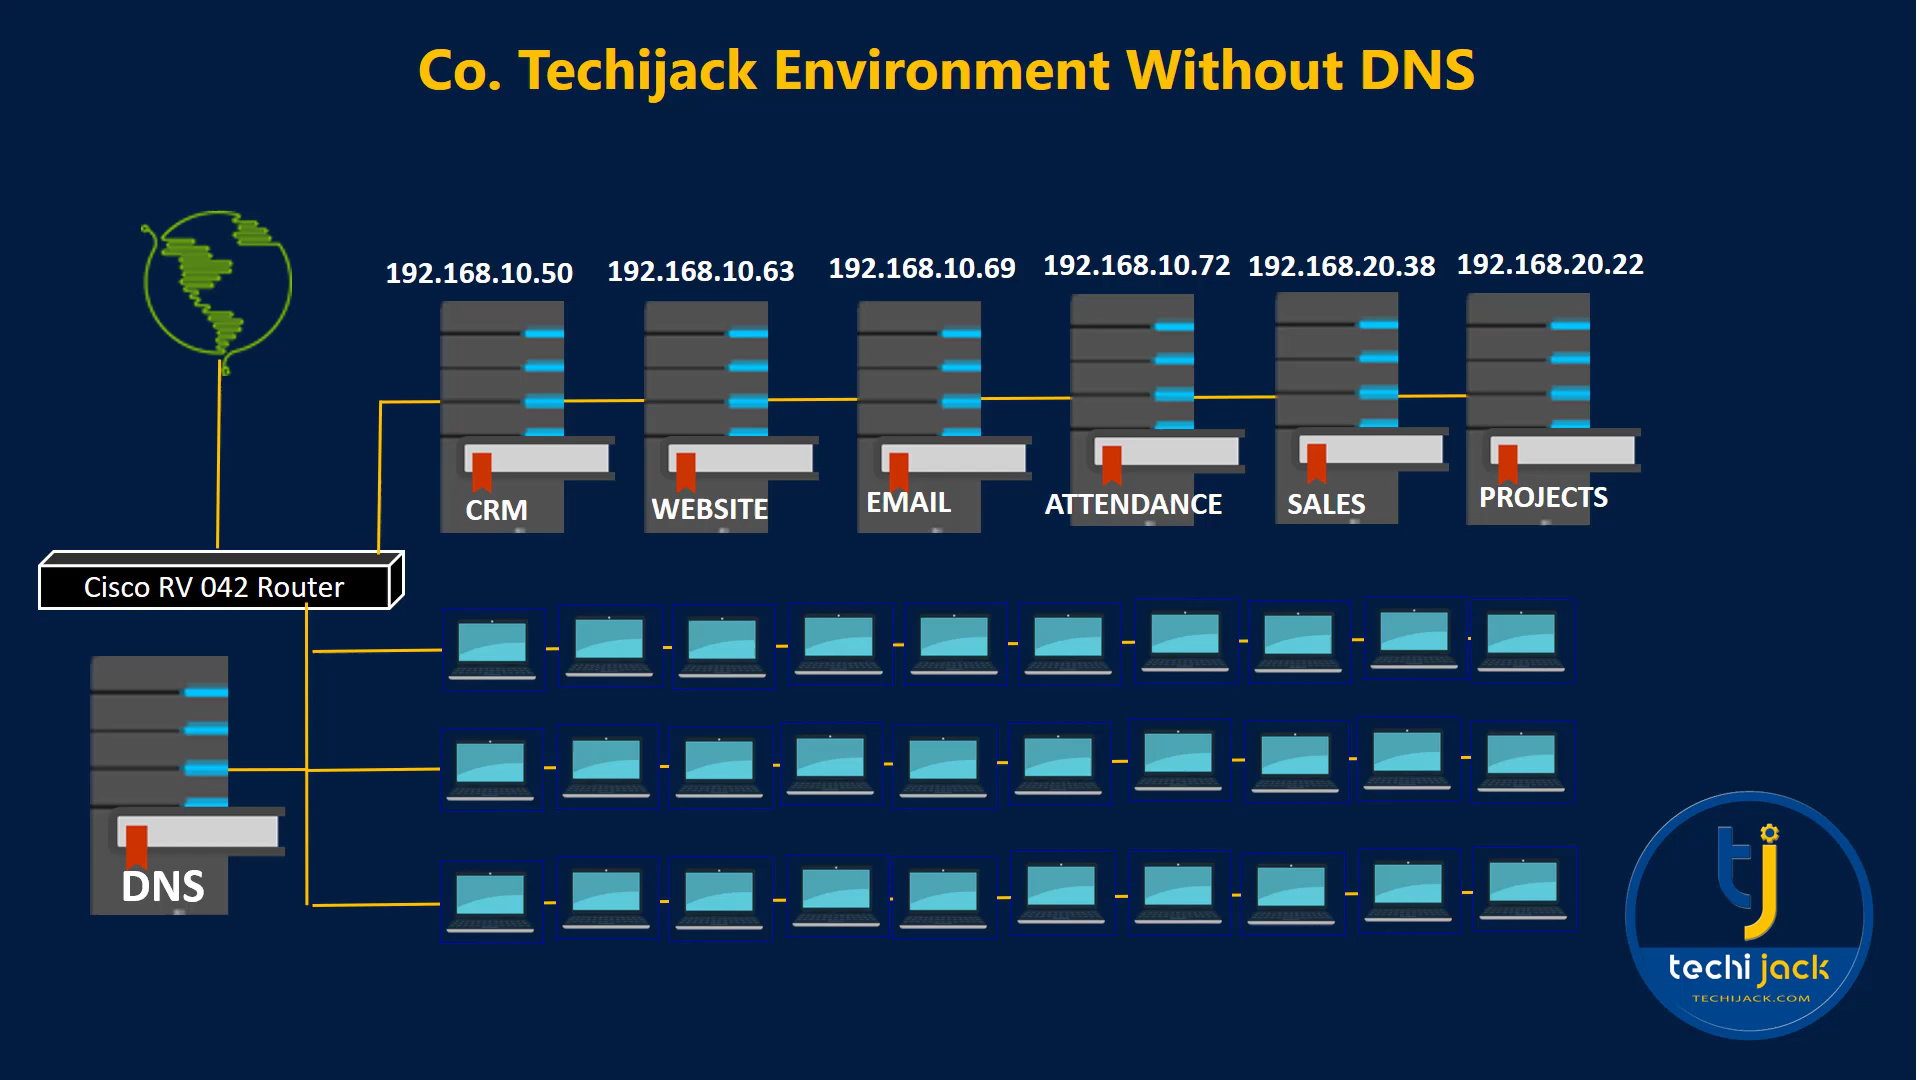 Co. Techijack Environment Without DNS
192.168.10.50 192.168.10.63 192.168.10.69 192.168.10.72 192.168.20.38 192.168.20.22
CRM WEBSITE EMAIL ATTENDANCE SALES PROJECTS
Cisco RV 042 Router
DNS
tj
techijack
TECHIJACK.COM